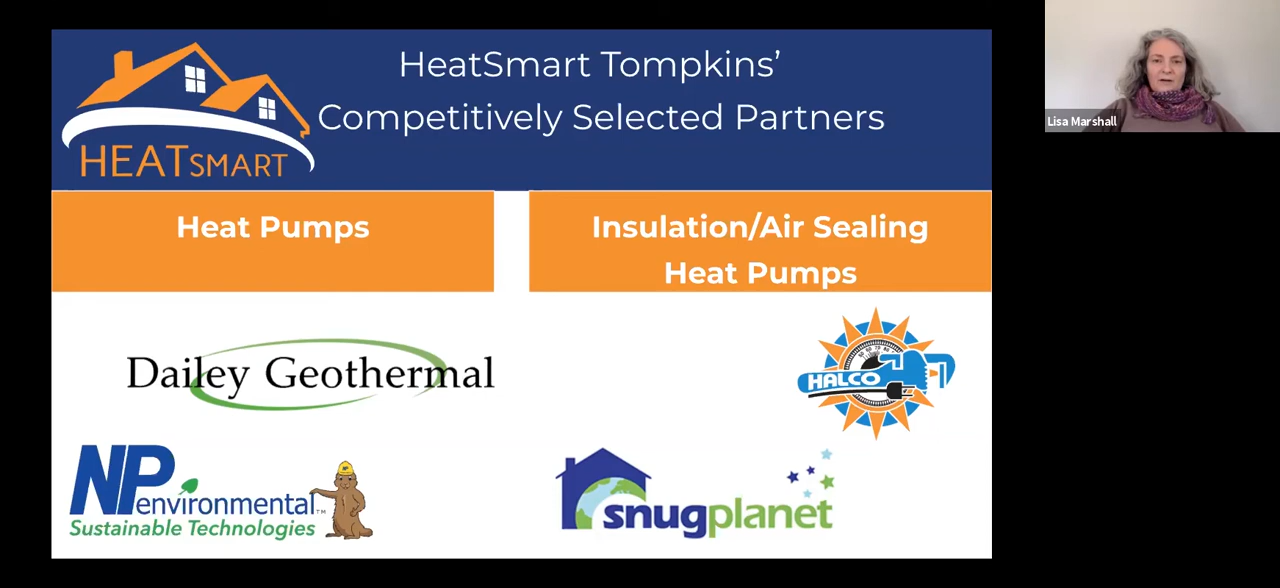 HeatSmart Tompkins’
Competitively Selected Partners
HEATSMART
Lisa Marshall
Heat Pumps
Insulation/Air Sealing
Heat Pumps
Dailey Geothermal
HALCO
NP
environmental™
Sustainable Technologies
snugplanet